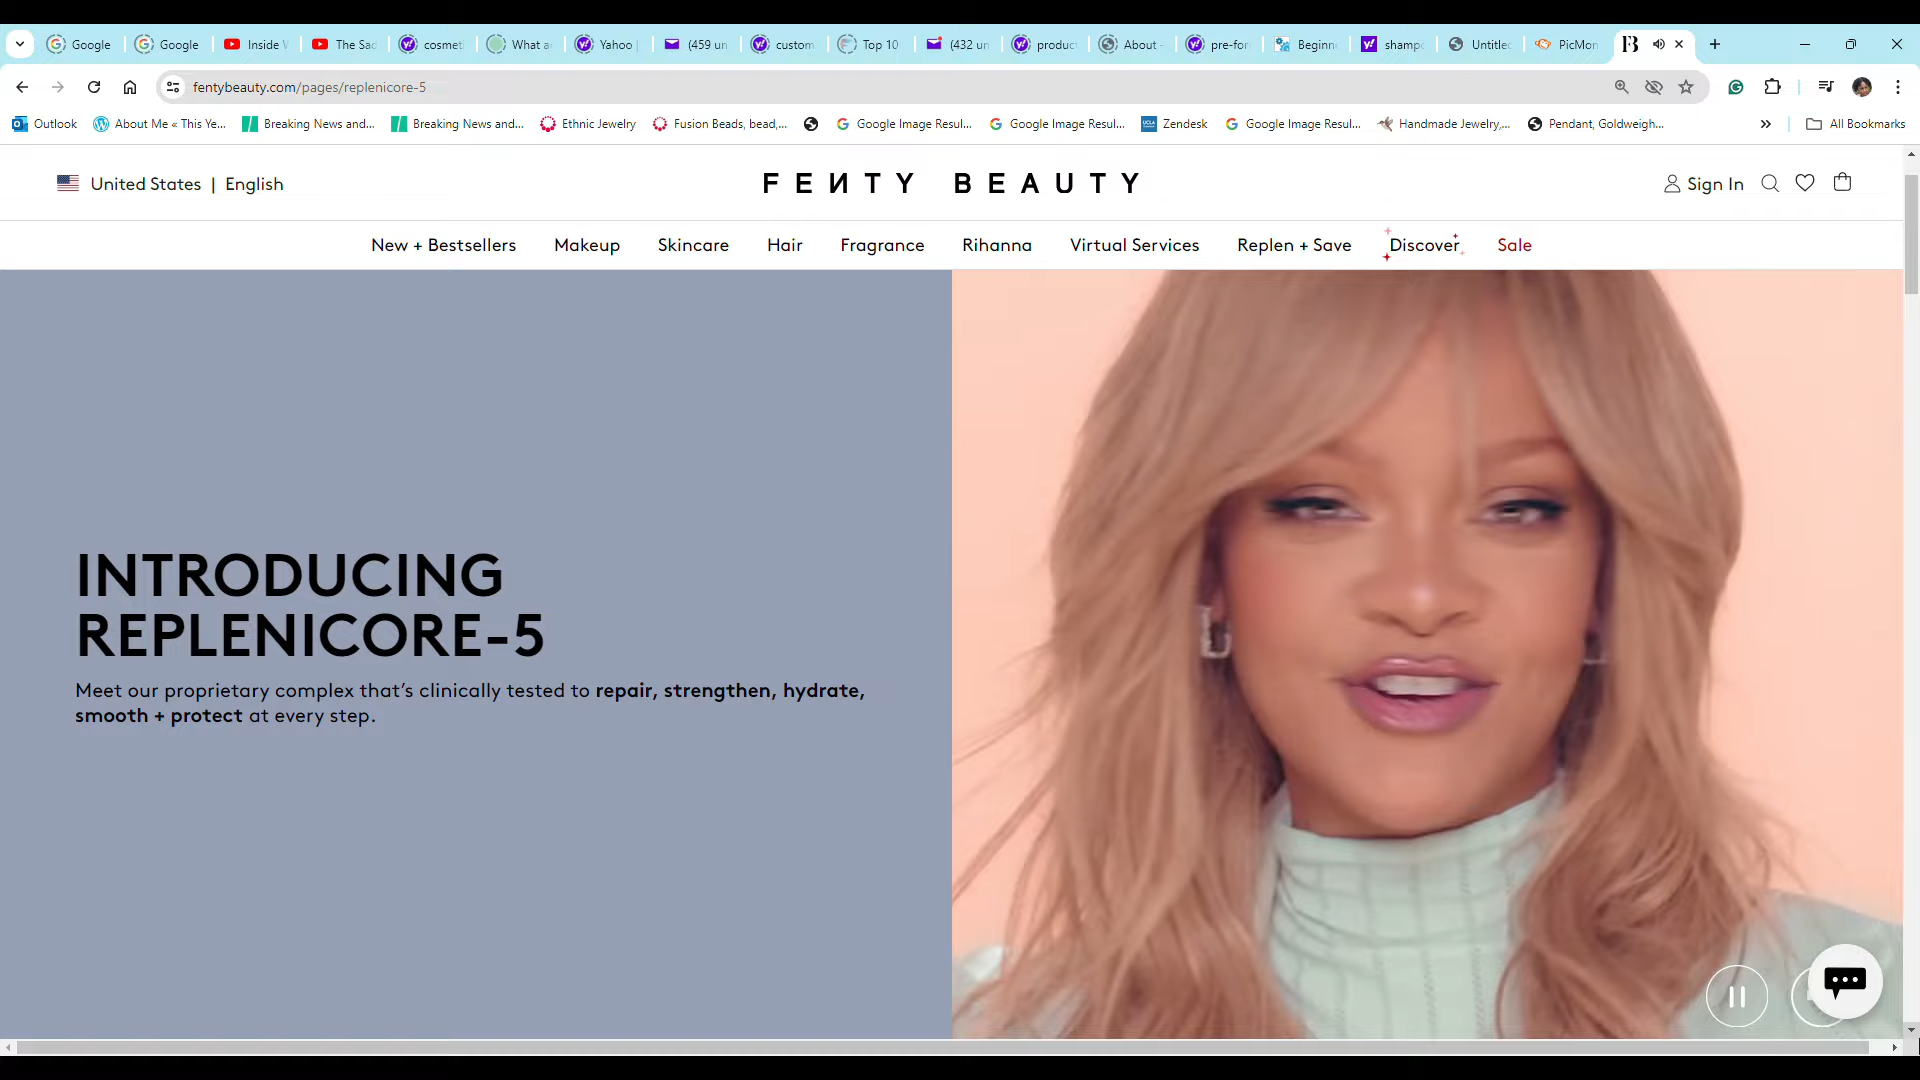 Google
Google
Inside
The Sac
cosmeti
What a
Yahoo
(459 un
custom
Top 10
(432 un
produc
About -
pre-for
Beginn
shamp
Untitled
PicMon
fentybeauty.com/pages/replenicore-5
Outlook
About Me « This Ye...
Breaking News and...
Breaking News and...
Ethnic Jewelry
Fusion Beads, bead,...
Google Image Resul...
Google Image Resul...
Zendesk
Google Image Resul...
Handmade Jewelry,...
Pendant, Goldweigh...
All Bookmarks
United States | English
FENTY BEAUTY
Sign In
New + Bestsellers
Makeup
Skincare
Hair
Fragrance
Rihanna
Virtual Services
Replen + Save
Discover
Sale
INTRODUCING
REPLENICORE-5
Meet our proprietary complex that’s clinically tested to repair, strengthen, hydrate,
smooth + protect at every step.